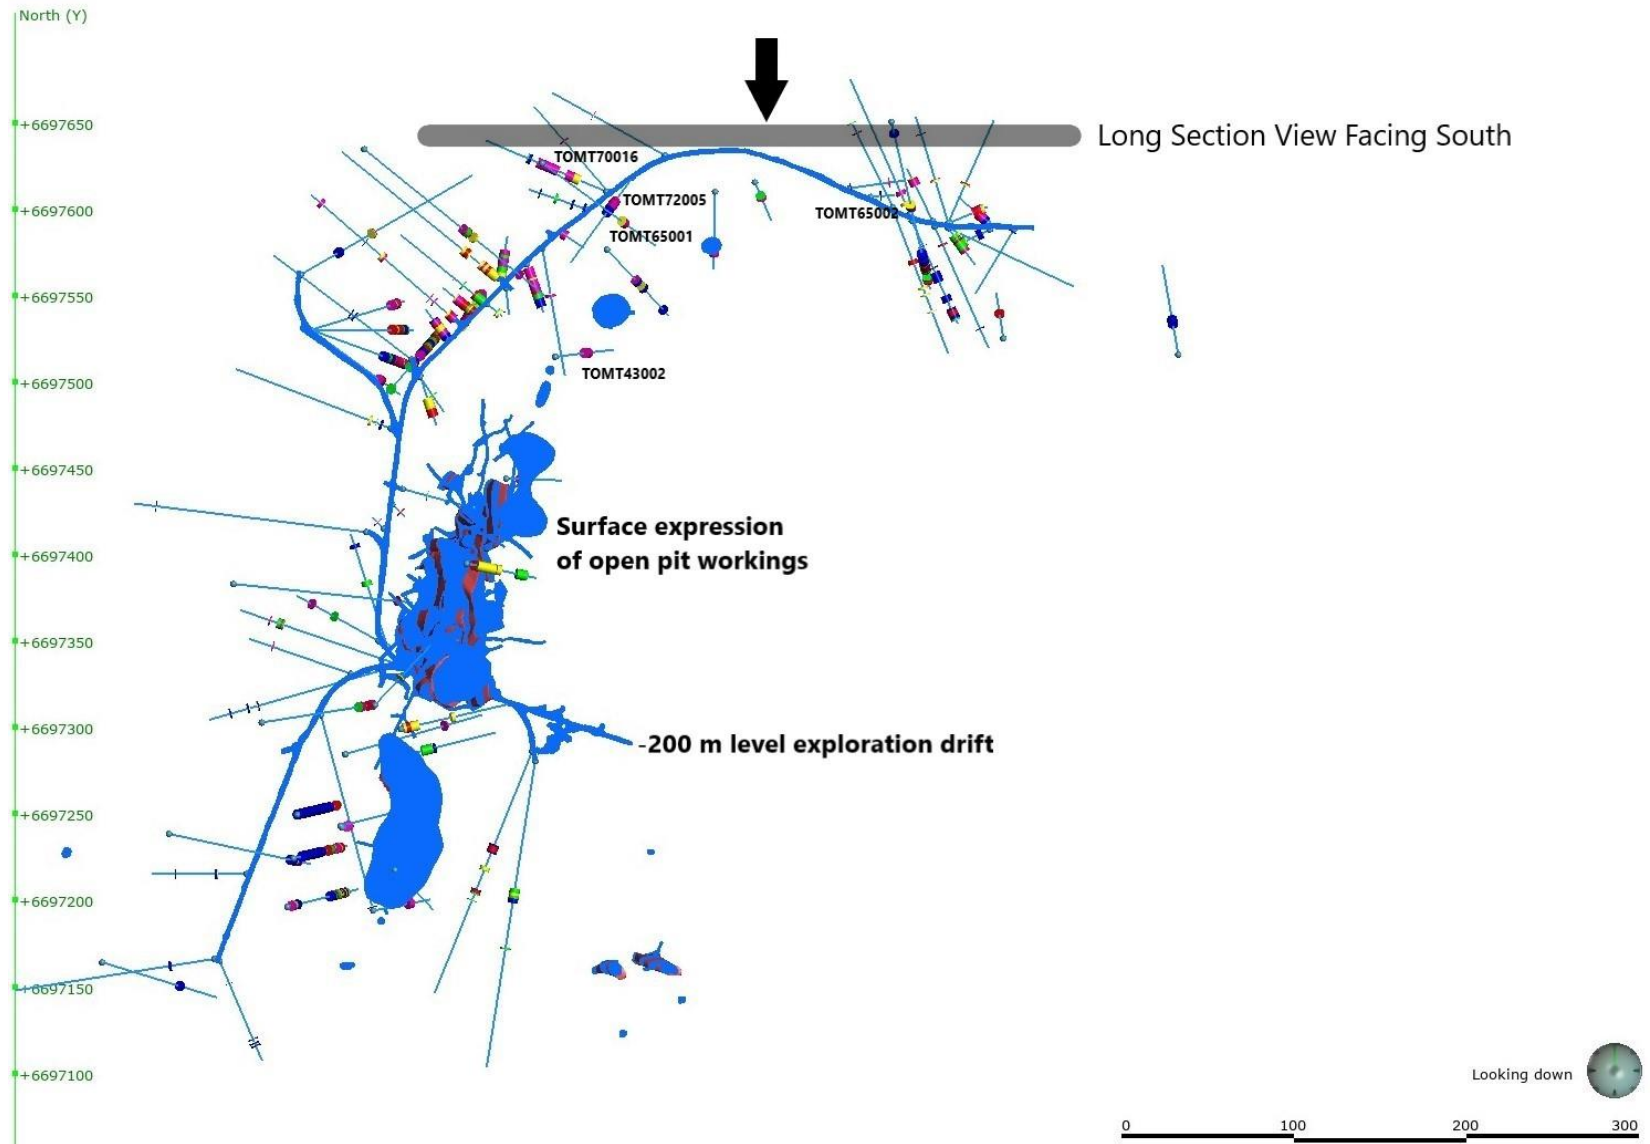 North (Y)
+6697650
Long Section View Facing South
TOMT70016
TOMT72005
+6697600
TOMT65002
TOMT65001
+6697550
+6697500
TOMT43002
+6697450
Surface expression
of open pit workings
+6697400
+6697350
+6697300
-200 m level exploration drift
+6697250
+6697200
+6697150
+6697100
Looking down
0 100 200 300